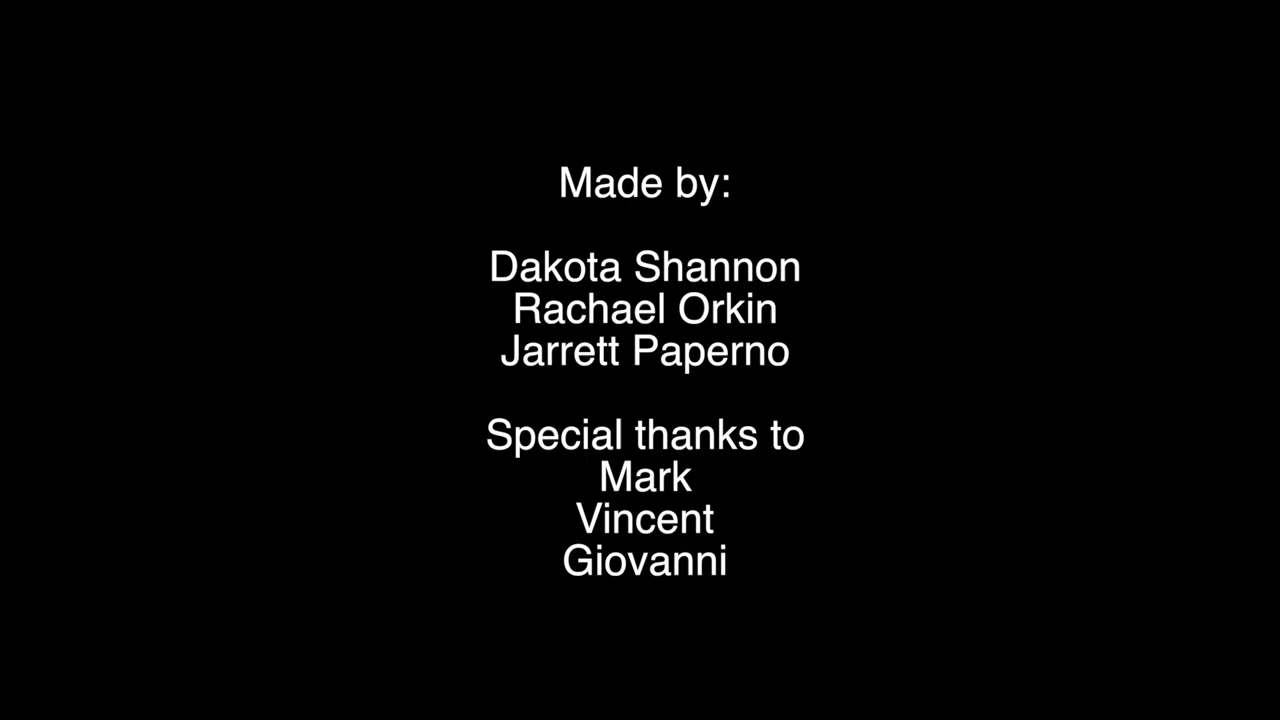 Made by:
Dakota Shannon
Rachael Orkin
Jarrett Paperno
Special thanks to
Mark
Vincent
Giovanni